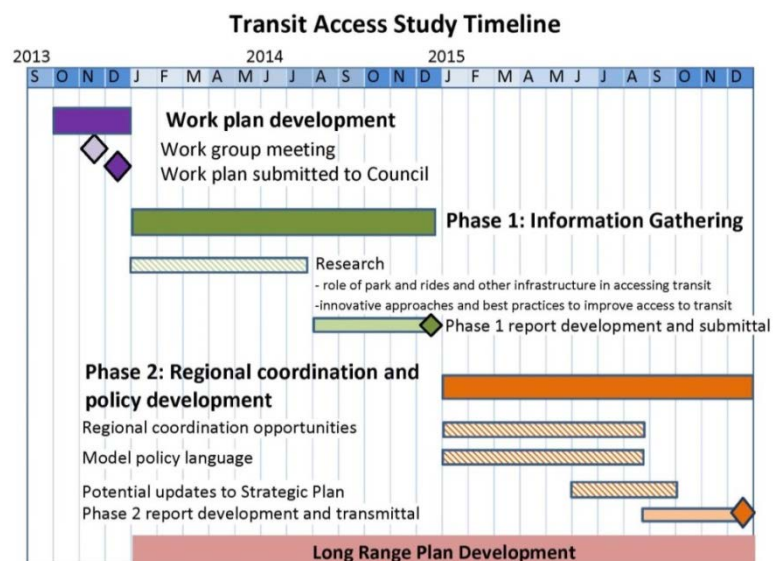 Transit Access Study Timeline
2013 2014 2015
S O N D J F M A M J J A S O N D J F M A M J J A S O N D
Work plan development
Work group meeting
Work plan submitted to Council
Phase 1: Information Gathering
Research
- role of park and rides and other infrastructure in accessing transit
-innovative approaches and best practices to improve access to transit
Phase 1 report development and submittal
Phase 2: Regional coordination and
policy development
Regional coordination opportunities
Model policy language
Potential updates to Strategic Plan
Phase 2 report development and transmittal
Long Range Plan Development